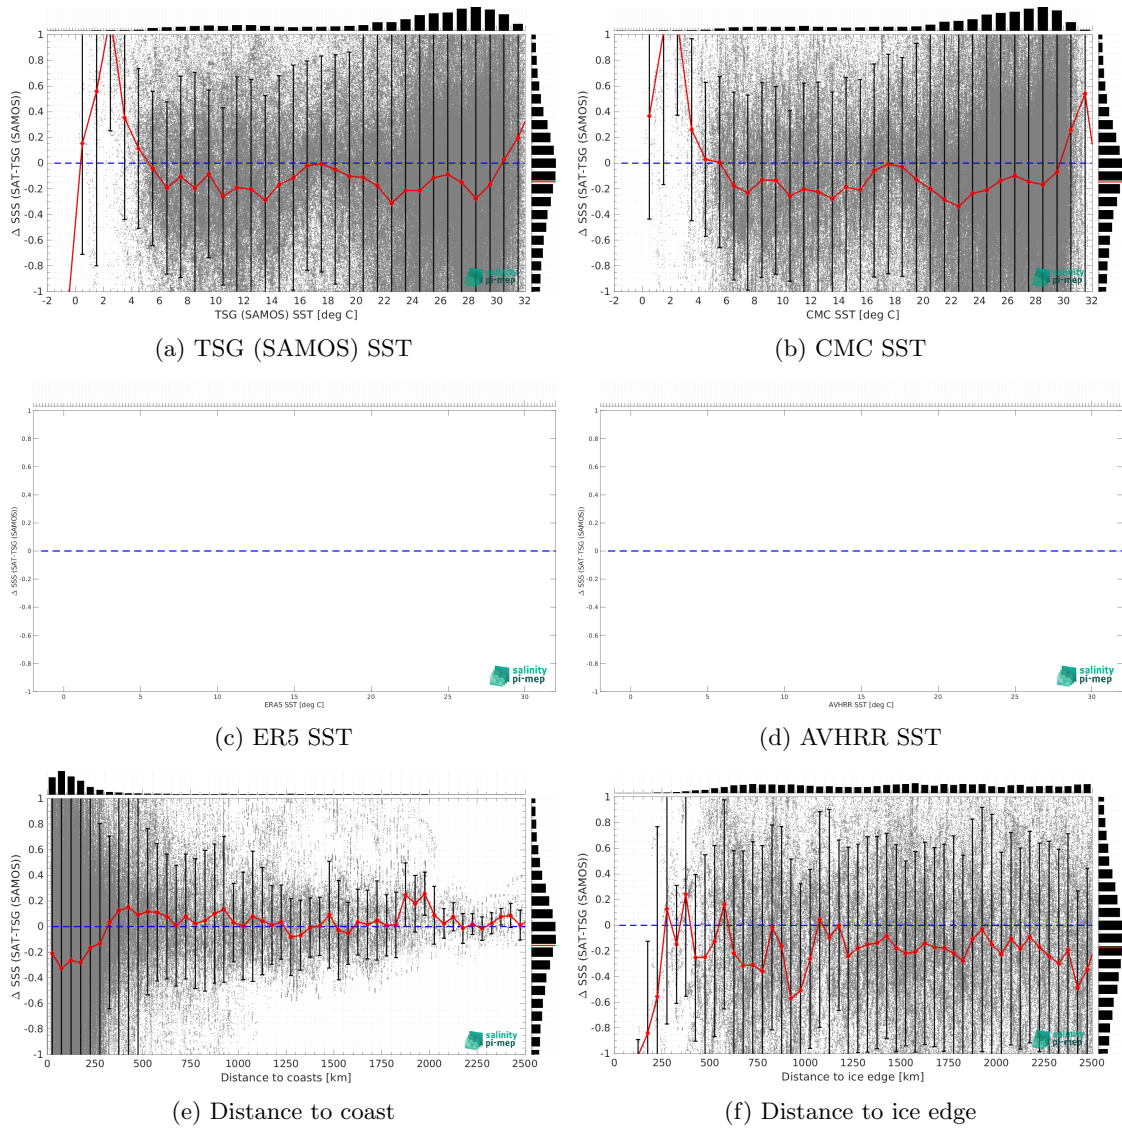 1
0.8
0.6
0.4
0.2
0
-0.2
-0.4
-0.6
-0.8
-1
Δ SSS (SAT-TSG (SAMOS))
-2 0 2 4 6 8 10 12 14 16 18 20 22 24 26 28 30 32
TSG (SAMOS) SST [deg C]
salinity
pi-mep
(a) TSG (SAMOS) SST
1
0.8
0.6
0.4
0.2
0
-0.2
-0.4
-0.6
-0.8
-1
Δ SSS (SAT-TSG (SAMOS))
-2 0 2 4 6 8 10 12 14 16 18 20 22 24 26 28 30 32
CMC SST [deg C]
salinity
pi-mep
(b) CMC SST
1
0.8
0.6
0.4
0.2
0
-0.2
-0.4
-0.6
-0.8
-1
Δ SSS (SAT-TSG (SAMOS))
0 5 10 15 20 25 30
ERA5 SST [deg C]
salinity
pi-mep
(c) ER5 SST
1
0.8
0.6
0.4
0.2
0
-0.2
-0.4
-0.6
-0.8
-1
Δ SSS (SAT-TSG (SAMOS))
0 5 10 15 20 25 30
AVHRR SST [deg C]
salinity
pi-mep
(d) AVHRR SST
1
0.8
0.6
0.4
0.2
0
-0.2
-0.4
-0.6
-0.8
-1
Δ SSS (SAT-TSG (SAMOS))
0 250 500 750 1000 1250 1500 1750 2000 2250 2500
Distance to coasts [km]
salinity
pi-mep
(e) Distance to coast
1
0.8
0.6
0.4
0.2
0
-0.2
-0.4
-0.6
-0.8
-1
Δ SSS (SAT-TSG (SAMOS))
0 250 500 750 1000 1250 1500 1750 2000 2250 2500
Distance to ice edge [km]
salinity
pi-mep
(f) Distance to ice edge